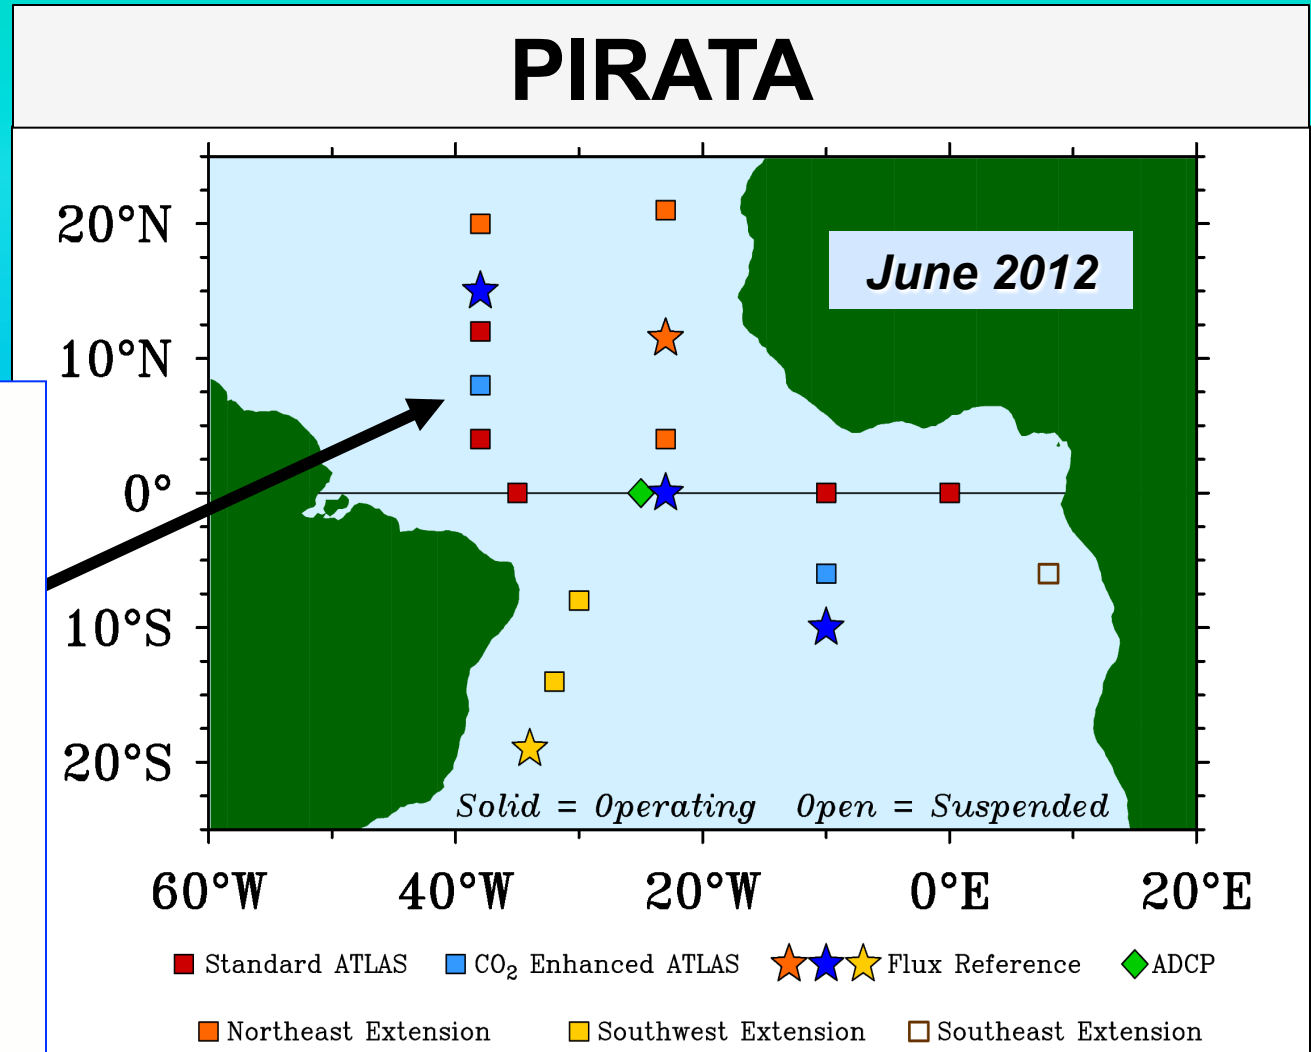 PIRATA
June 2012
20°N
10°N
0°
10°S
20°S
Solid = Operating Open = Suspended
60°W 40°W 20°W 0°E 20°E
Standard ATLAS CO₂ Enhanced ATLAS Flux Reference ADCP
Northeast Extension Southwest Extension Southeast Extension